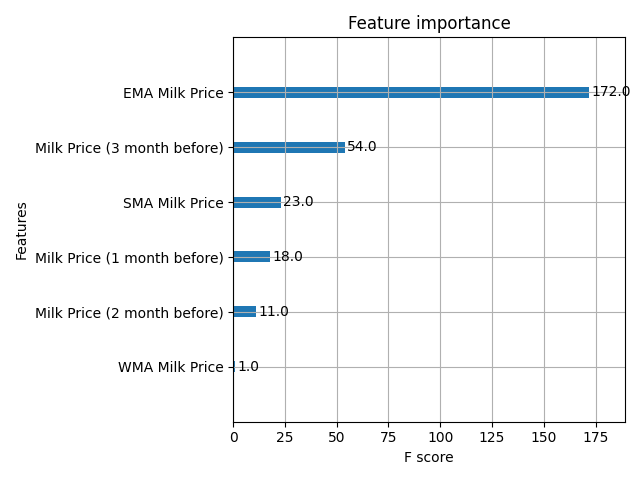 Feature importance
EMA Milk Price 172.0
Milk Price (3 month before) 54.0
SMA Milk Price 23.0
Milk Price (1 month before) 18.0
Milk Price (2 month before) 11.0
WMA Milk Price 1.0
Features
0 25 50 75 100 125 150 175
F score